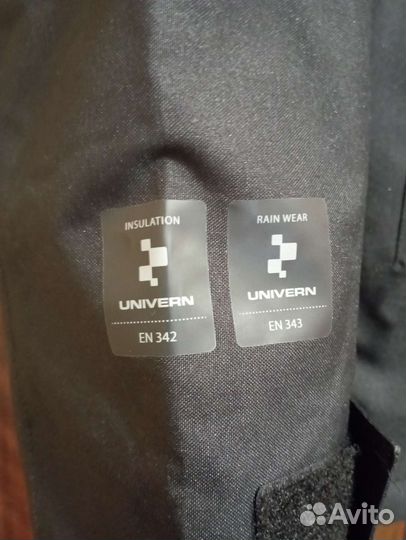 INSULATION
UNIVERN
EN 342
RAIN WEAR
UNIVERN
EN 343
Avito